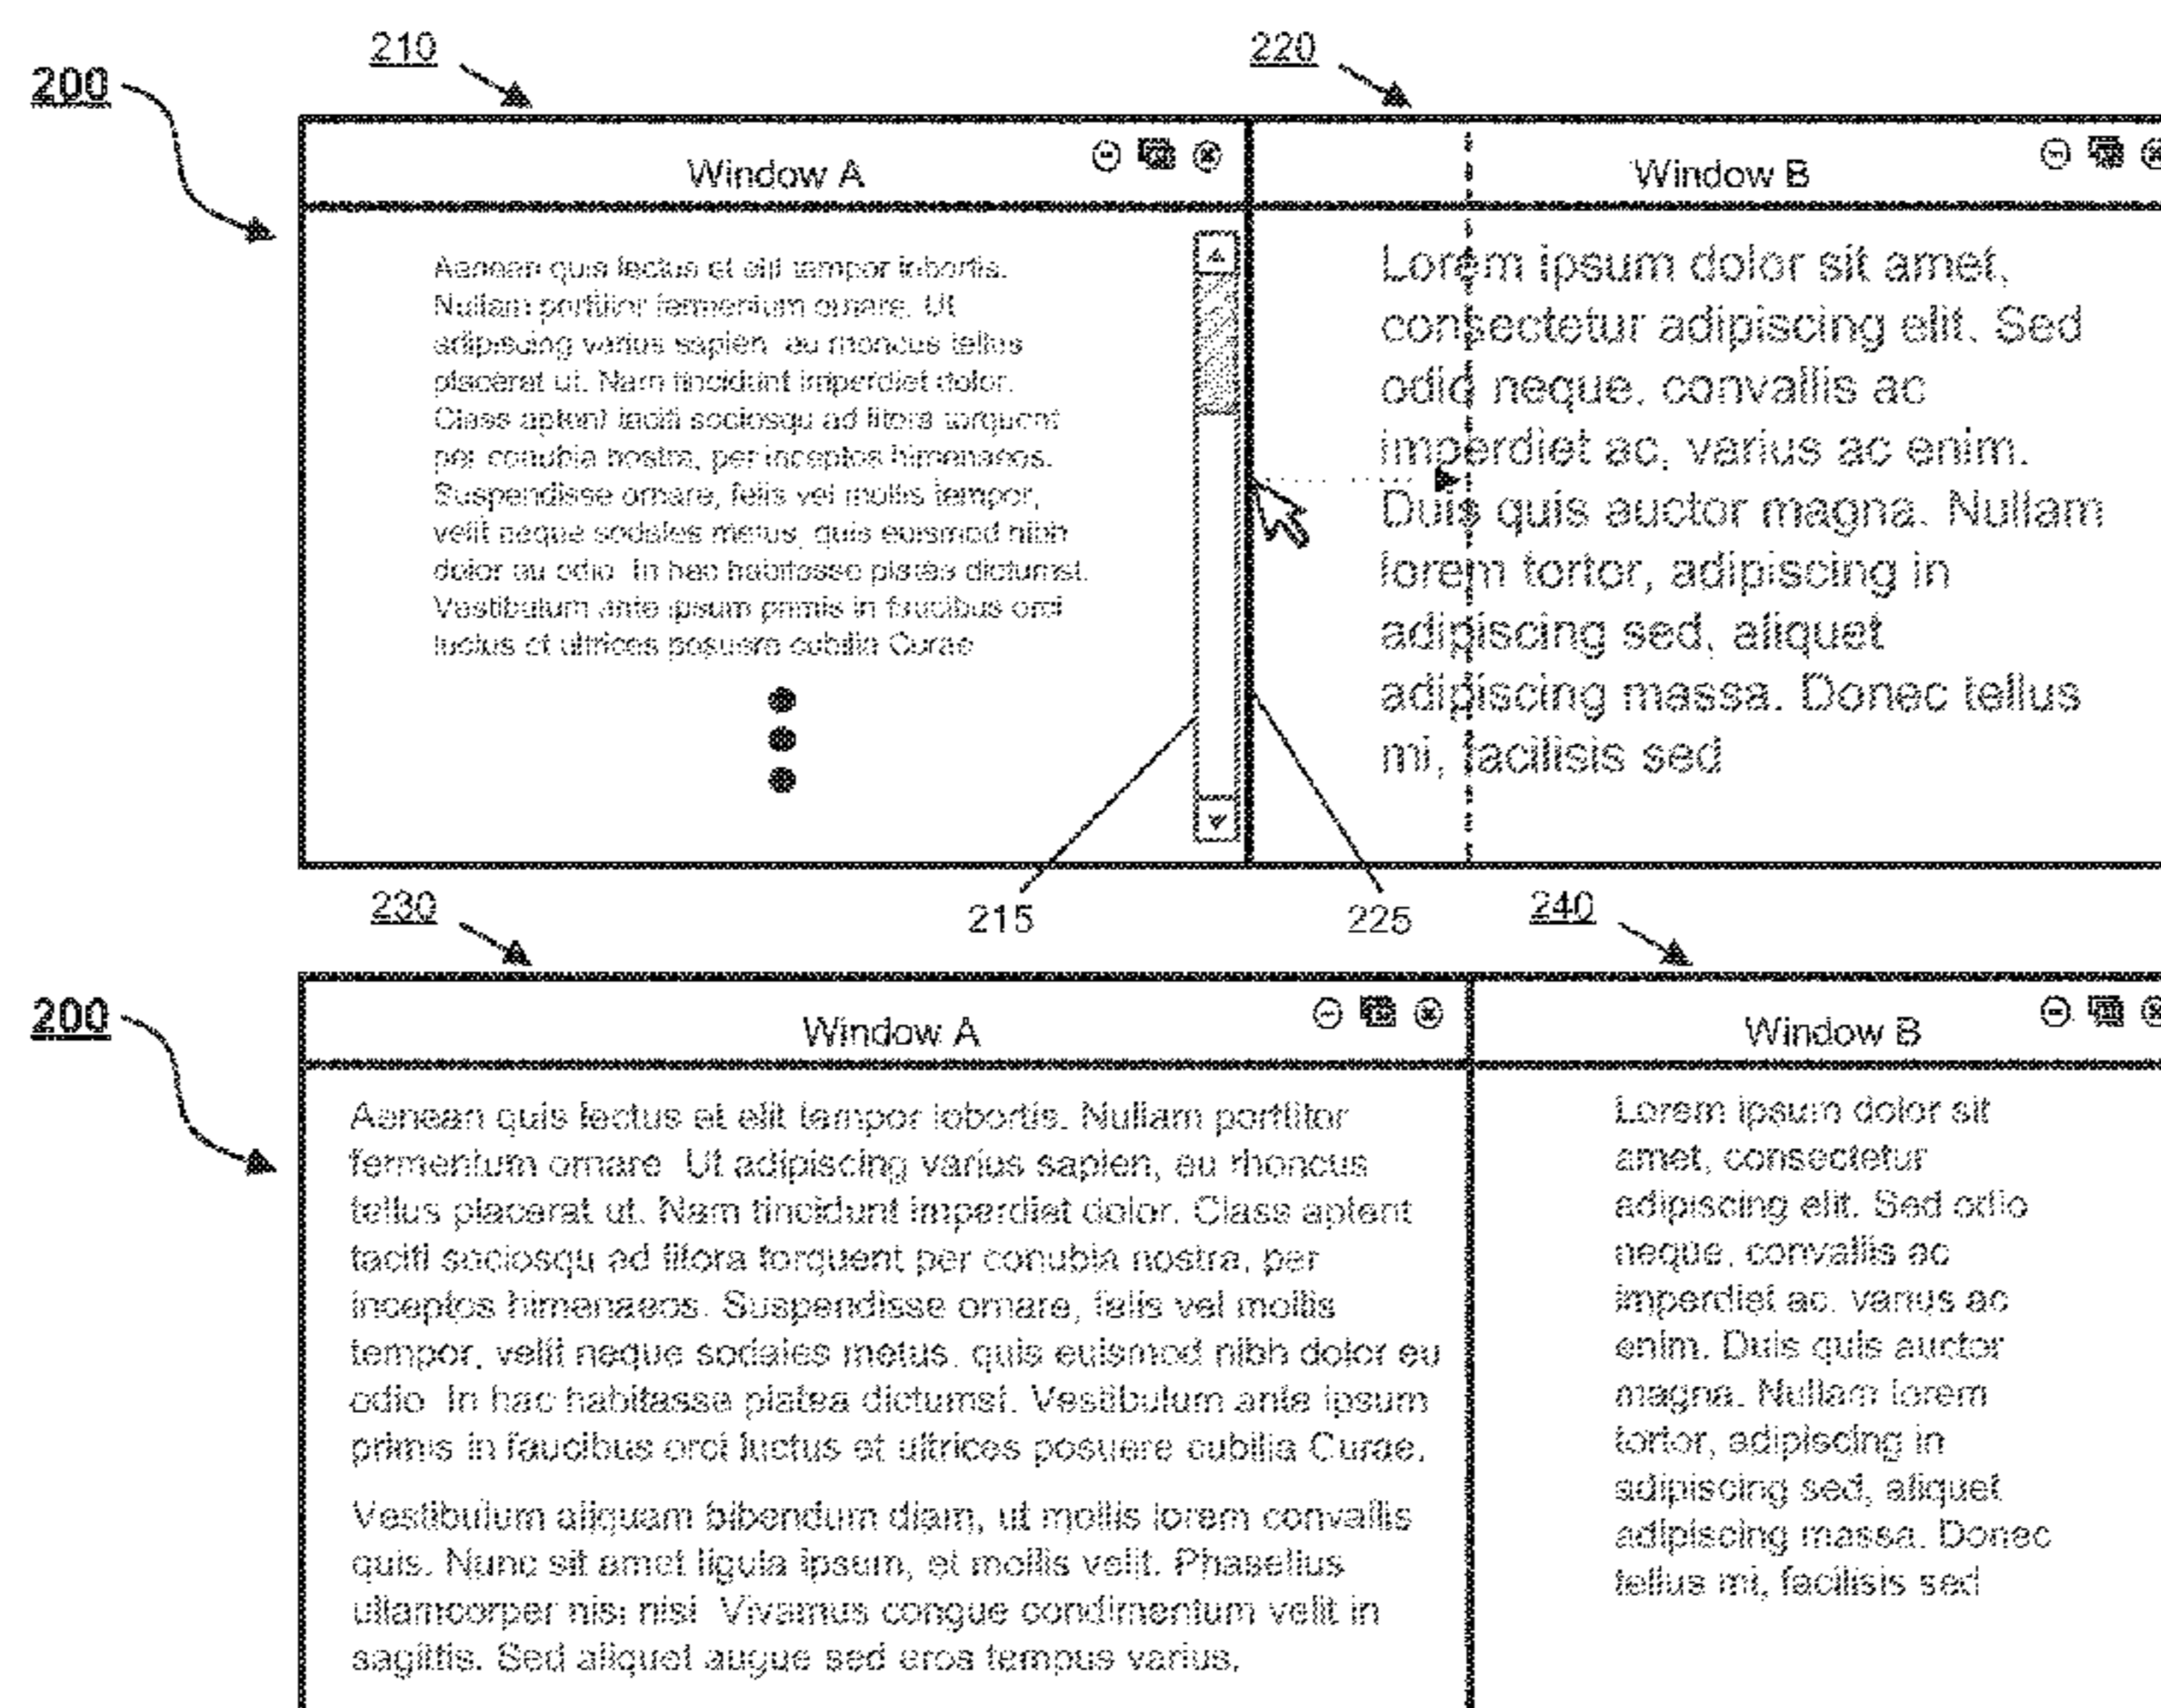 210
220
200
Window A
Window B
Aenean quis lectus et elit tempor lobortis.
Nullam porttitor fermentum ornare. Ut
adipiscing varius sapien, eu rhoncus tellus
placerat ut. Nam tincidunt imperdiet dolor.
Class aptent taciti sociosqu ad litora torquent
per conubia nostra, per inceptos himenaeos.
Suspendisse ornare, felis vel mollis tempor,
velit neque sodales metus, quis euismod nibh
dolor eu odio. In hac habitasse platea dictumst.
Vestibulum ante ipsum primis in faucibus orci
luctus et ultrices posuere cubilia Curae
Lorem ipsum dolor sit amet,
consectetur adipiscing elit. Sed
odio neque, convallis ac
imperdiet ac, varius ac enim.
Duis quis auctor magna. Nullam
lorem tortor, adipiscing in
adipiscing sed, aliquet
adipiscing massa. Donec tellus
mi, facilisis sed
215
225
230
240
200
Window A
Window B
Aenean quis lectus et elit tempor lobortis. Nullam porttitor
fermentum ornare. Ut adipiscing varius sapien, eu rhoncus
tellus placerat ut. Nam tincidunt imperdiet dolor. Class aptent
taciti sociosqu ad litora torquent per conubia nostra, per
inceptos himenaeos. Suspendisse ornare, felis vel mollis
tempor, velit neque sodales metus, quis euismod nibh dolor eu
odio. In hac habitasse platea dictumst. Vestibulum ante ipsum
primis in faucibus orci luctus et ultrices posuere cubilia Curae.
Vestibulum aliquam bibendum diam, ut mollis lorem convallis
quis. Nunc sit amet ligula ipsum, et mollis velit. Phasellus
ullamcorper nisi nisl. Vivamus congue condimentum velit in
sagittis. Sed aliquet augue sed eros tempus varius.
Lorem ipsum dolor sit
amet, consectetur
adipiscing elit. Sed odio
neque, convallis ac
imperdiet ac, varius ac
enim. Duis quis auctor
magna. Nullam lorem
tortor, adipiscing in
adipiscing sed, aliquet
adipiscing massa. Donec
tellus mi, facilisis sed